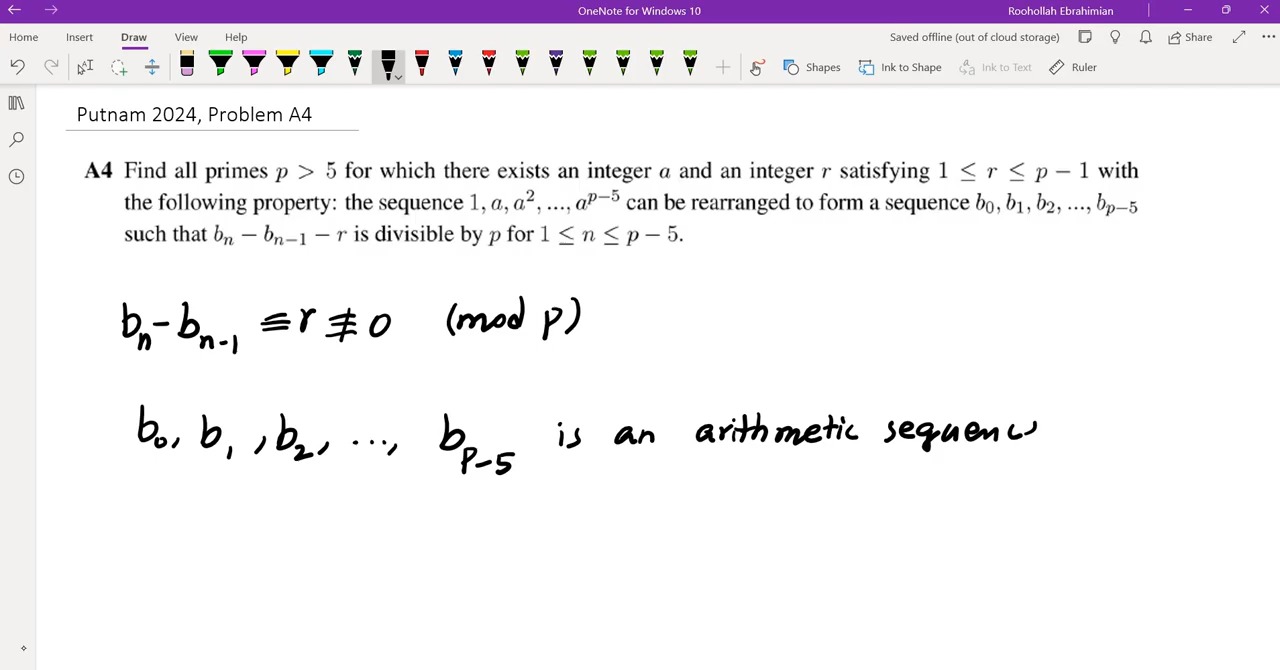 OneNote for Windows 10
Roohollah Ebrahimian
Home Insert Draw View Help
Saved offline (out of cloud storage)
Share
Shapes
Ink to Shape
Ink to Text
Ruler
Putnam 2024, Problem A4
A4 Find all primes p > 5 for which there exists an integer a and an integer r satisfying 1 ≤ r ≤ p − 1 with
the following property: the sequence 1, a, a², ..., aᵖ⁻⁵ can be rearranged to form a sequence b₀, b₁, b₂, ..., bₚ₋₅
such that bₙ − bₙ₋₁ − r is divisible by p for 1 ≤ n ≤ p − 5.
bₙ − bₙ₋₁ ≡ r ≢ 0 (mod p)
b₀, b₁, b₂, ..., bₚ₋₅ is an arithmetic sequenc